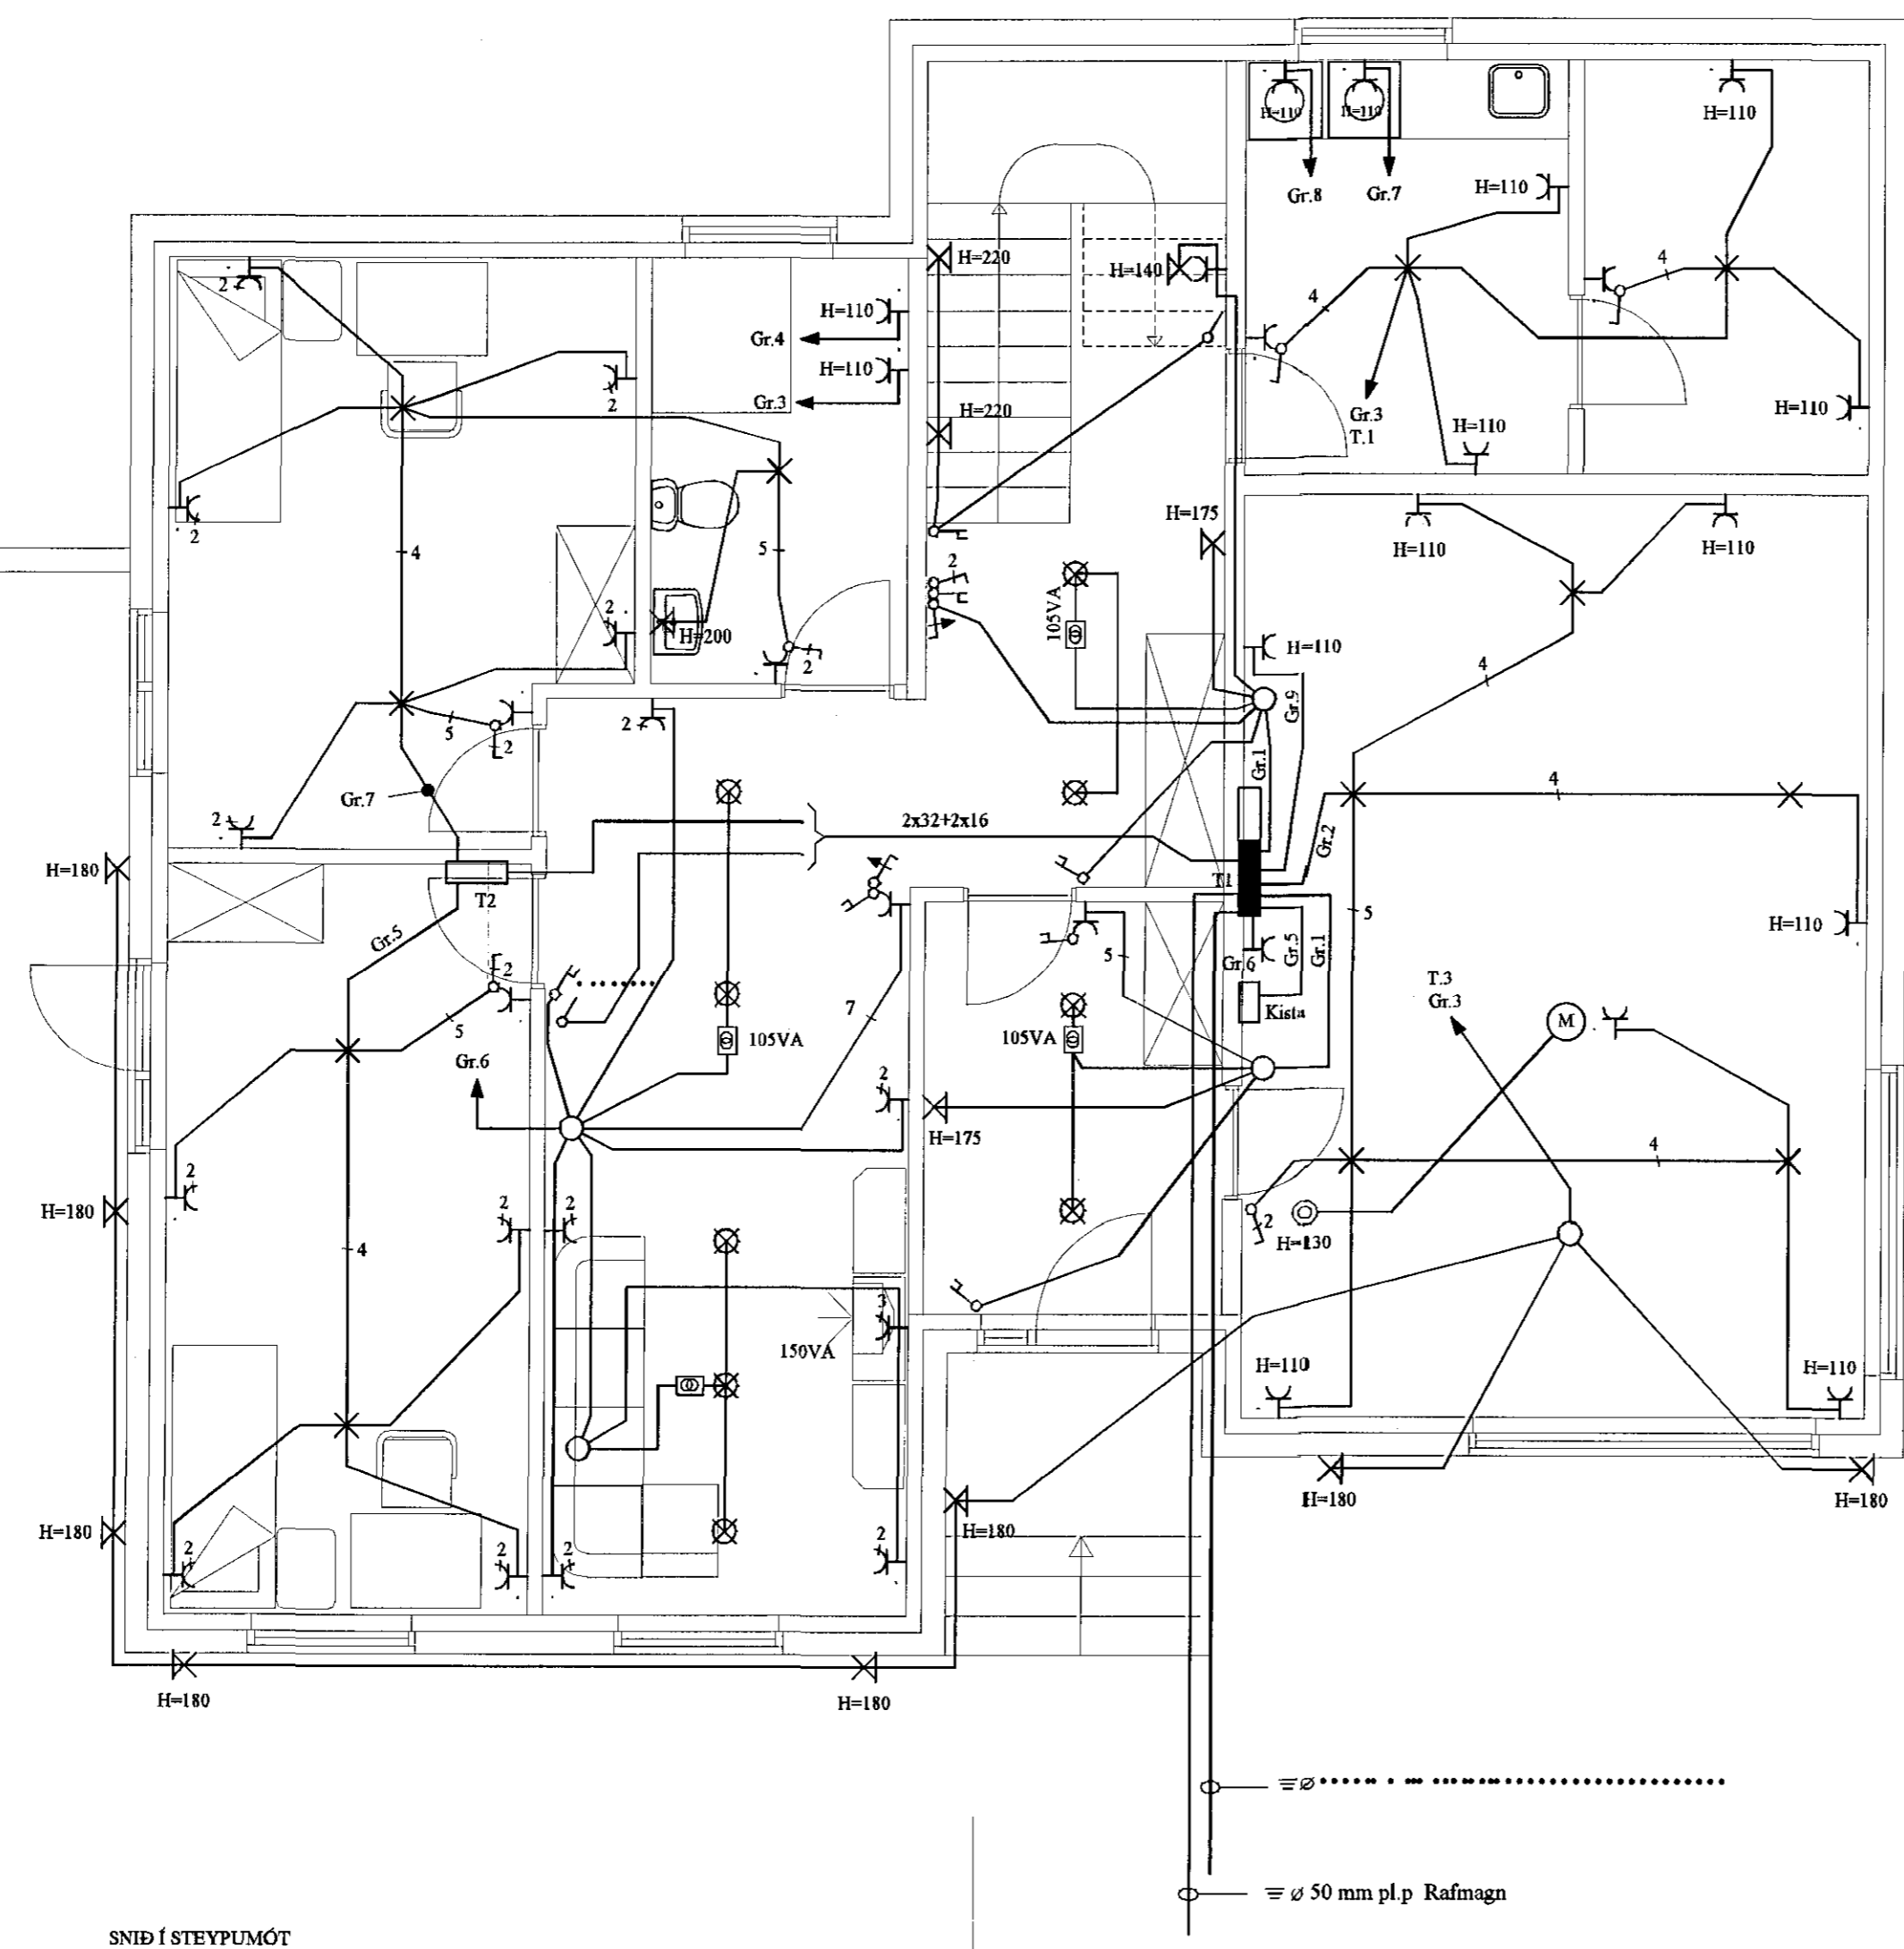 H=110
H=110
H=110
Gr.8
Gr.7
H=110
H=220
H=140
2
4
4
H=110
Gr.4
H=110
Gr.3
2
H=220
Gr.3
T.1
H=110
H=110
2
H=175
4
5
2
H=110
H=110
105VA
2
H=200
2
H=110
4
2
5
2
Gr.9
Gr.1
Gr.7
4
2
2x32+2x16
Gr.2
H=180
T2
T1
5
H=110
Gr.5
2
5
Gr.6
Gr.5
Gr.1
T.3
Gr.3
5
7
Kista
M
105VA
105VA
Gr.6
2
H=175
4
2
H=180
2
2
2
H=130
4
3
150VA
H=110
H=110
H=180
H=180
H=180
H=180
2
2
2
2
H=180
H=180
Ø
ø 50 mm pl.p Rafmagn
SNIÐ Í STEYPUMÓT